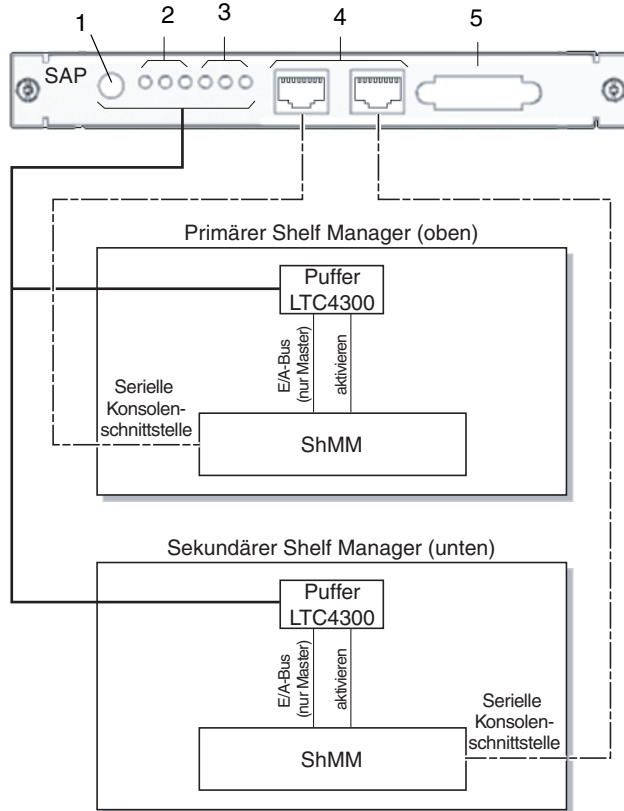 1 2 3 4 5
SAP
Primärer Shelf Manager (oben)
Puffer
LTC4300
E/A-Bus
(nur Master)
aktivieren
Serielle
Konsolen-
schnittstelle
ShMM
Sekundärer Shelf Manager (unten)
Puffer
LTC4300
E/A-Bus
(nur Master)
aktivieren
Serielle
Konsolen-
schnittstelle
ShMM